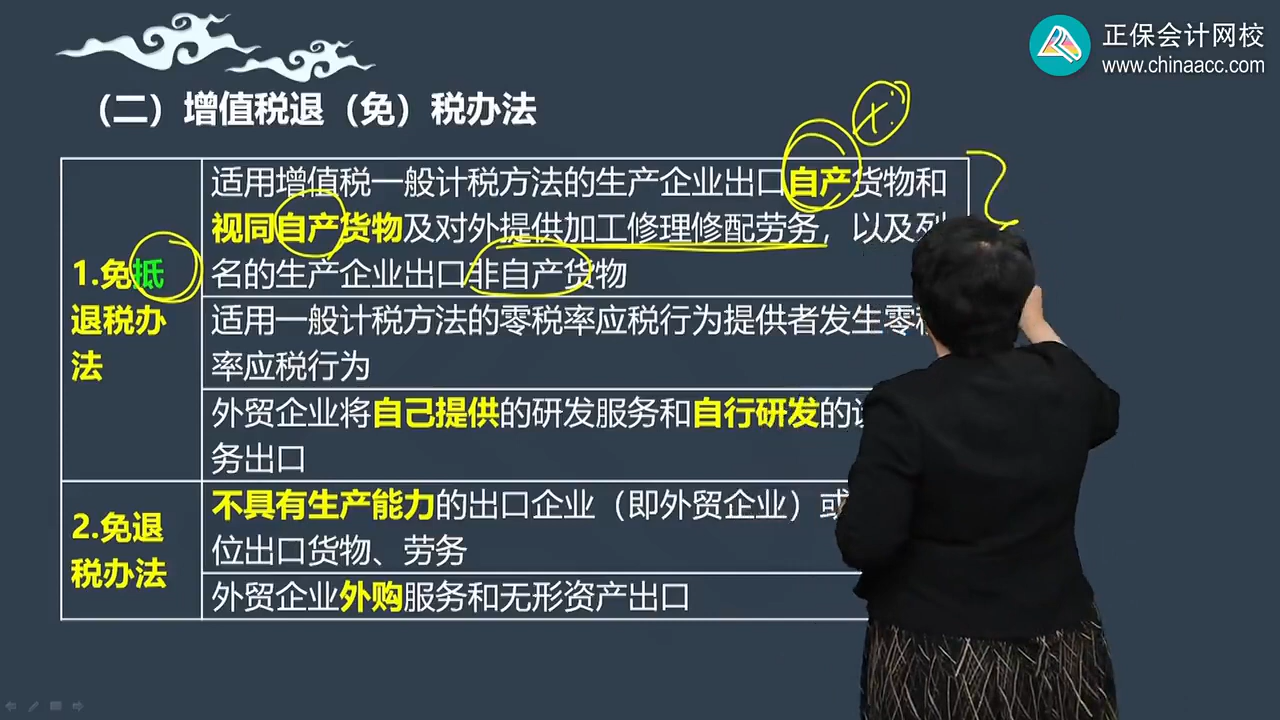 正保会计网校
www.chinaacc.com
（二）增值税退（免）税办法
1.免抵
退税办
法
适用增值税一般计税方法的生产企业出口自产货物和
视同自产货物及对外提供加工修理修配劳务，以及列
名的生产企业出口非自产货物
适用一般计税方法的零税率应税行为提供者发生零税
率应税行为
外贸企业将自己提供的研发服务和自行研发的设
务出口
2.免退
税办法
不具有生产能力的出口企业（即外贸企业）或
位出口货物、劳务
外贸企业外购服务和无形资产出口